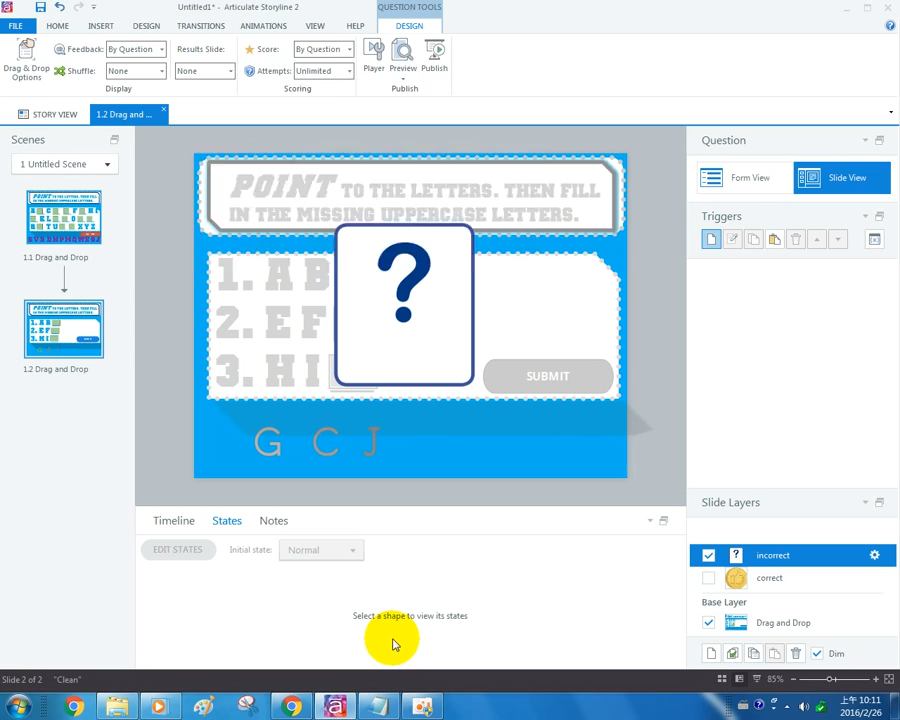 Untitled1* - Articulate Storyline 2
QUESTION TOOLS
FILE
HOME
INSERT
DESIGN
TRANSITIONS
ANIMATIONS
VIEW
HELP
DESIGN
Drag & Drop
Options
Feedback: By Question
Shuffle: None
Display
Results Slide:
None
Score: By Question
Attempts: Unlimited
Scoring
Player
Preview
Publish
Publish
STORY VIEW
1.2 Drag and ...
Scenes
1 Untitled Scene
1.1 Drag and Drop
1.2 Drag and Drop
POINT TO THE LETTERS. THEN FILL
IN THE MISSING UPPERCASE LETTERS.
1. A B
2. E F
3. H I
?
SUBMIT
G C J
Timeline
States
Notes
EDIT STATES
Initial state:
Normal
Select a shape to view its states
Question
Form View
Slide View
Triggers
Slide Layers
incorrect
correct
Base Layer
Drag and Drop
Dim
Slide 2 of 2
"Clean"
85%
上午 10:11
2016/2/26